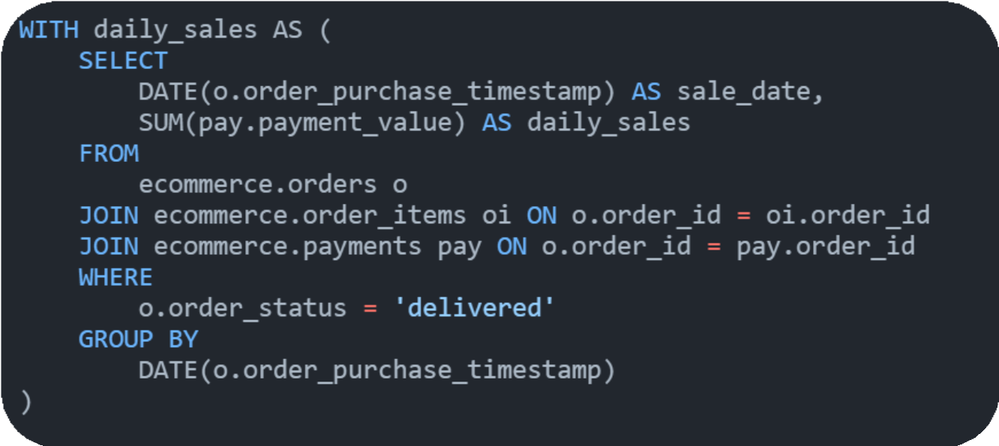 WITH daily_sales AS (
    SELECT
        DATE(o.order_purchase_timestamp) AS sale_date,
        SUM(pay.payment_value) AS daily_sales
    FROM
        ecommerce.orders o
    JOIN ecommerce.order_items oi ON o.order_id = oi.order_id
    JOIN ecommerce.payments pay ON o.order_id = pay.order_id
    WHERE
        o.order_status = 'delivered'
    GROUP BY
        DATE(o.order_purchase_timestamp)
)